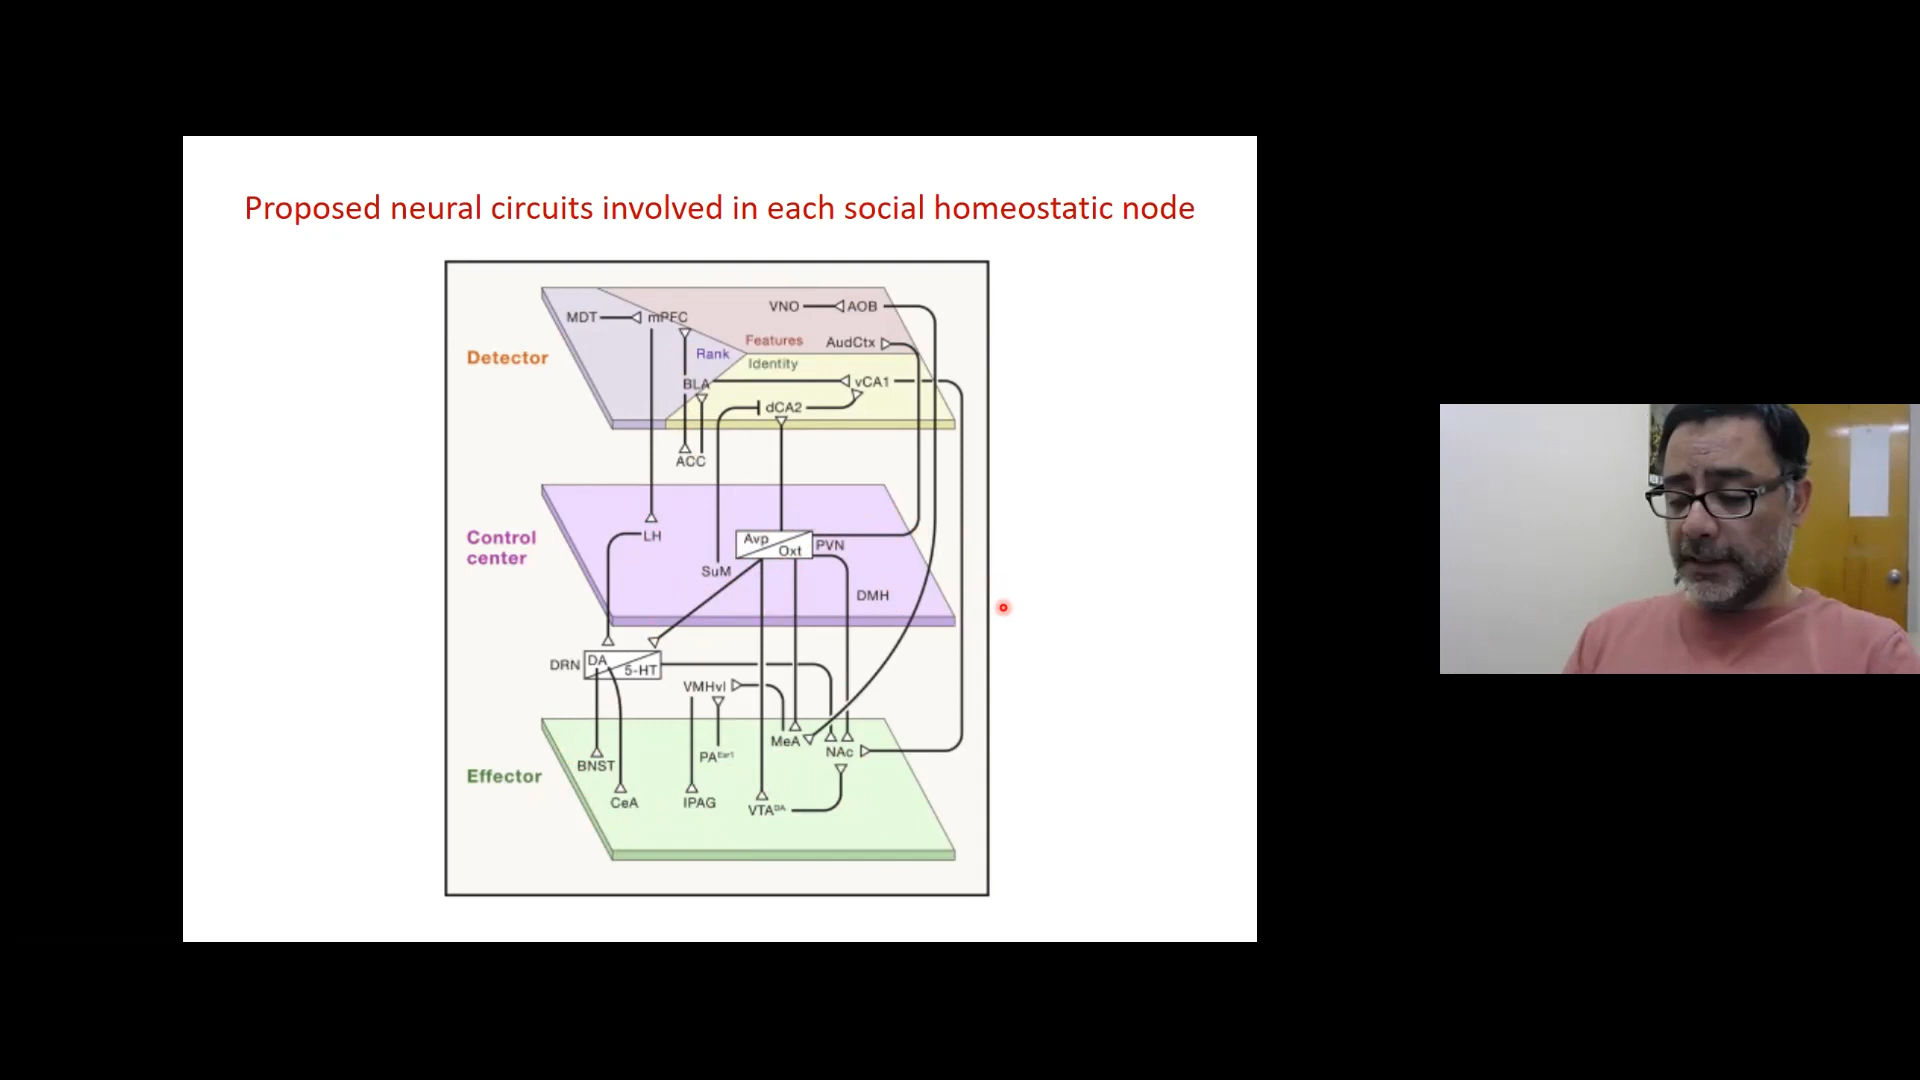 Proposed neural circuits involved in each social homeostatic node
VNO AOB
MDT mPFC
Features AudCtx
Rank
Detector
Identity
BLA vCA1
dCA2
ACC
Control
center
LH
Avp
Oxt
PVN
SuM
DMH
DRN DA
5-HT
VMHvl
MeA
NAc
PAEsr1
BNST
Effector
CeA
lPAG
VTADA